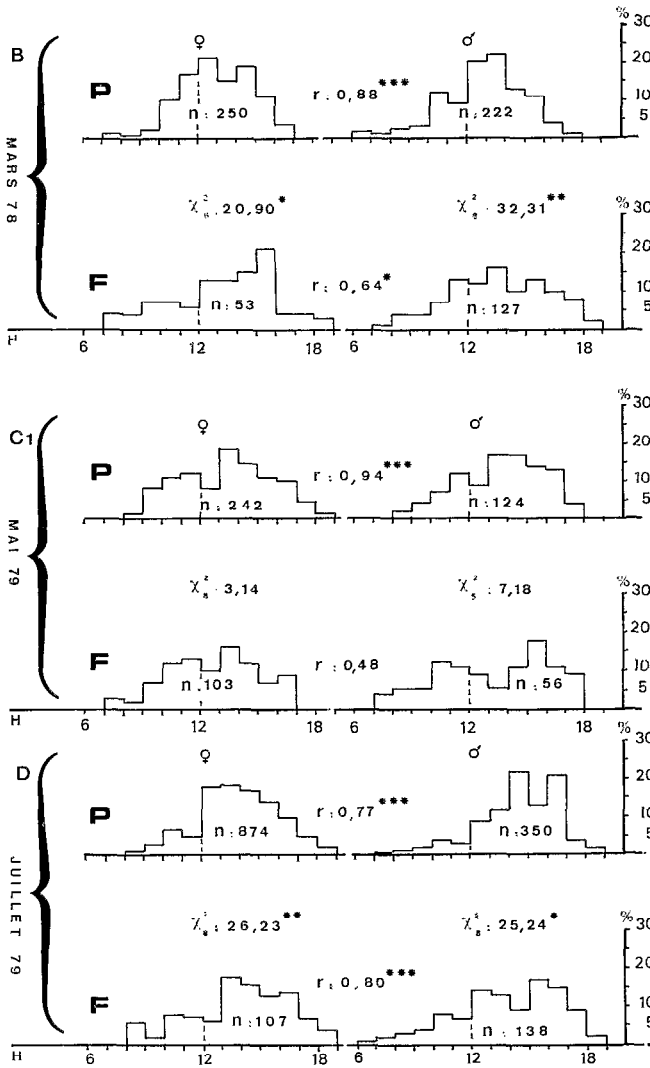 B ♀ ♂ % 30
P r : 0,88*** 20
n : 250 n : 222 10
5
MARS 78
χ²₈ . 20,90* χ²₈ . 32,31** % 30
20
F r : 0,64* 10
n : 53 n : 127 5
6 12 18 6 12 18
C1 ♀ ♂ % 30
P r : 0,94*** 20
n : 242 n : 124 10
5
MAI 79
χ²₈ . 3,14 χ²₅ : 7,18 % 30
20
F r : 0,48 10
n . 103 n : 56 5
H 6 12 18 6 12 18
D ♀ ♂ % 30
P r : 0,77*** 20
n : 874 n : 350 10
5
JUILLET 79
: 26,23** : 25,24* % 30
20
F r : 0,80*** 10
n : 107 n : 138 5
H 6 12 18 6 12 18